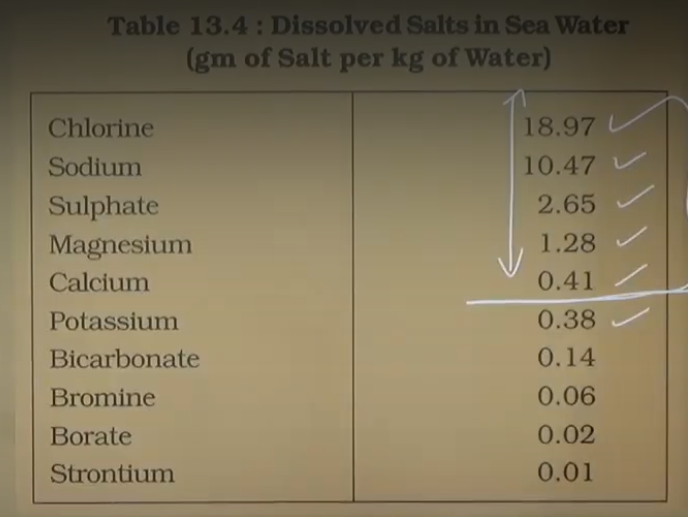 Table 13.4 : Dissolved Salts in Sea Water
(gm of Salt per kg of Water)
Chlorine 18.97
Sodium 10.47
Sulphate 2.65
Magnesium 1.28
Calcium 0.41
Potassium 0.38
Bicarbonate 0.14
Bromine 0.06
Borate 0.02
Strontium 0.01